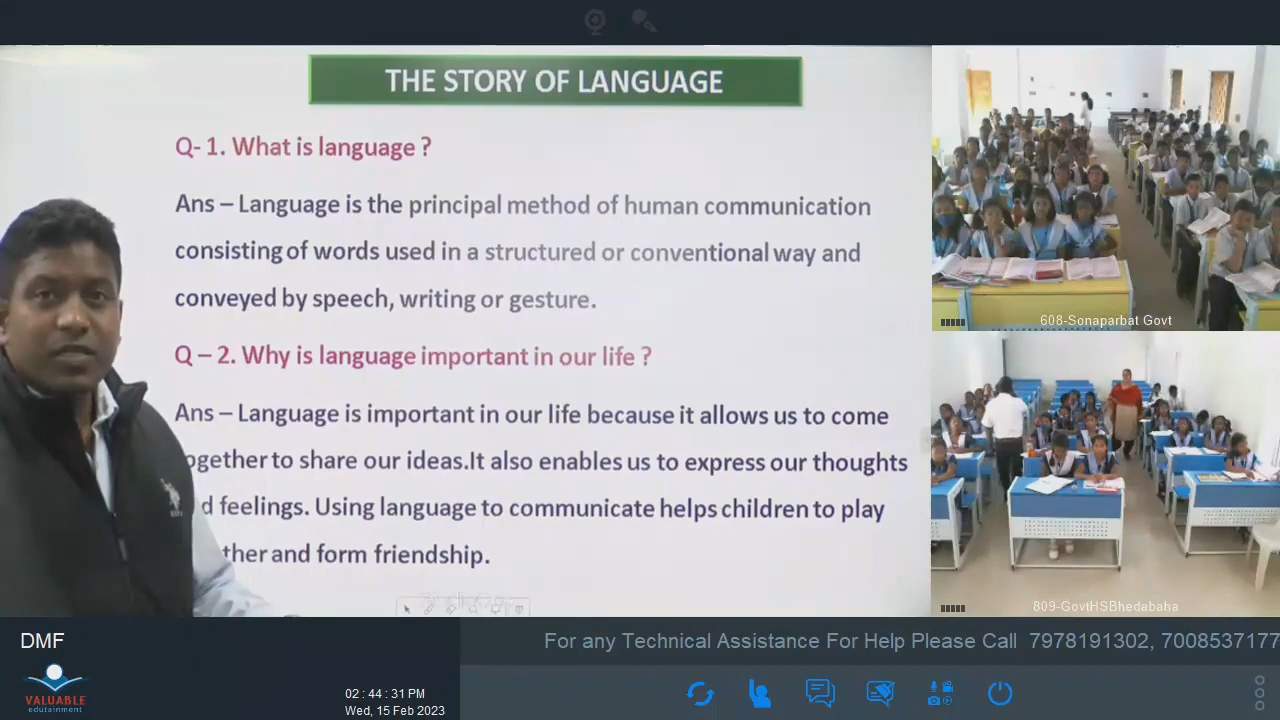 THE STORY OF LANGUAGE
Q- 1. What is language ?
Ans – Language is the principal method of human communication
consisting of words used in a structured or conventional way and
conveyed by speech, writing or gesture.
Q – 2. Why is language important in our life ?
Ans – Language is important in our life because it allows us to come
ogether to share our ideas.It also enables us to express our thoughts
d feelings. Using language to communicate helps children to play
ther and form friendship.
608-Sonaparbat Govt
809-GovtHSBhedabaha
DMF
For any Technical Assistance For Help Please Call 7978191302, 7008537177
VALUABLE
edutainment
02 : 44 : 31 PM
Wed, 15 Feb 2023